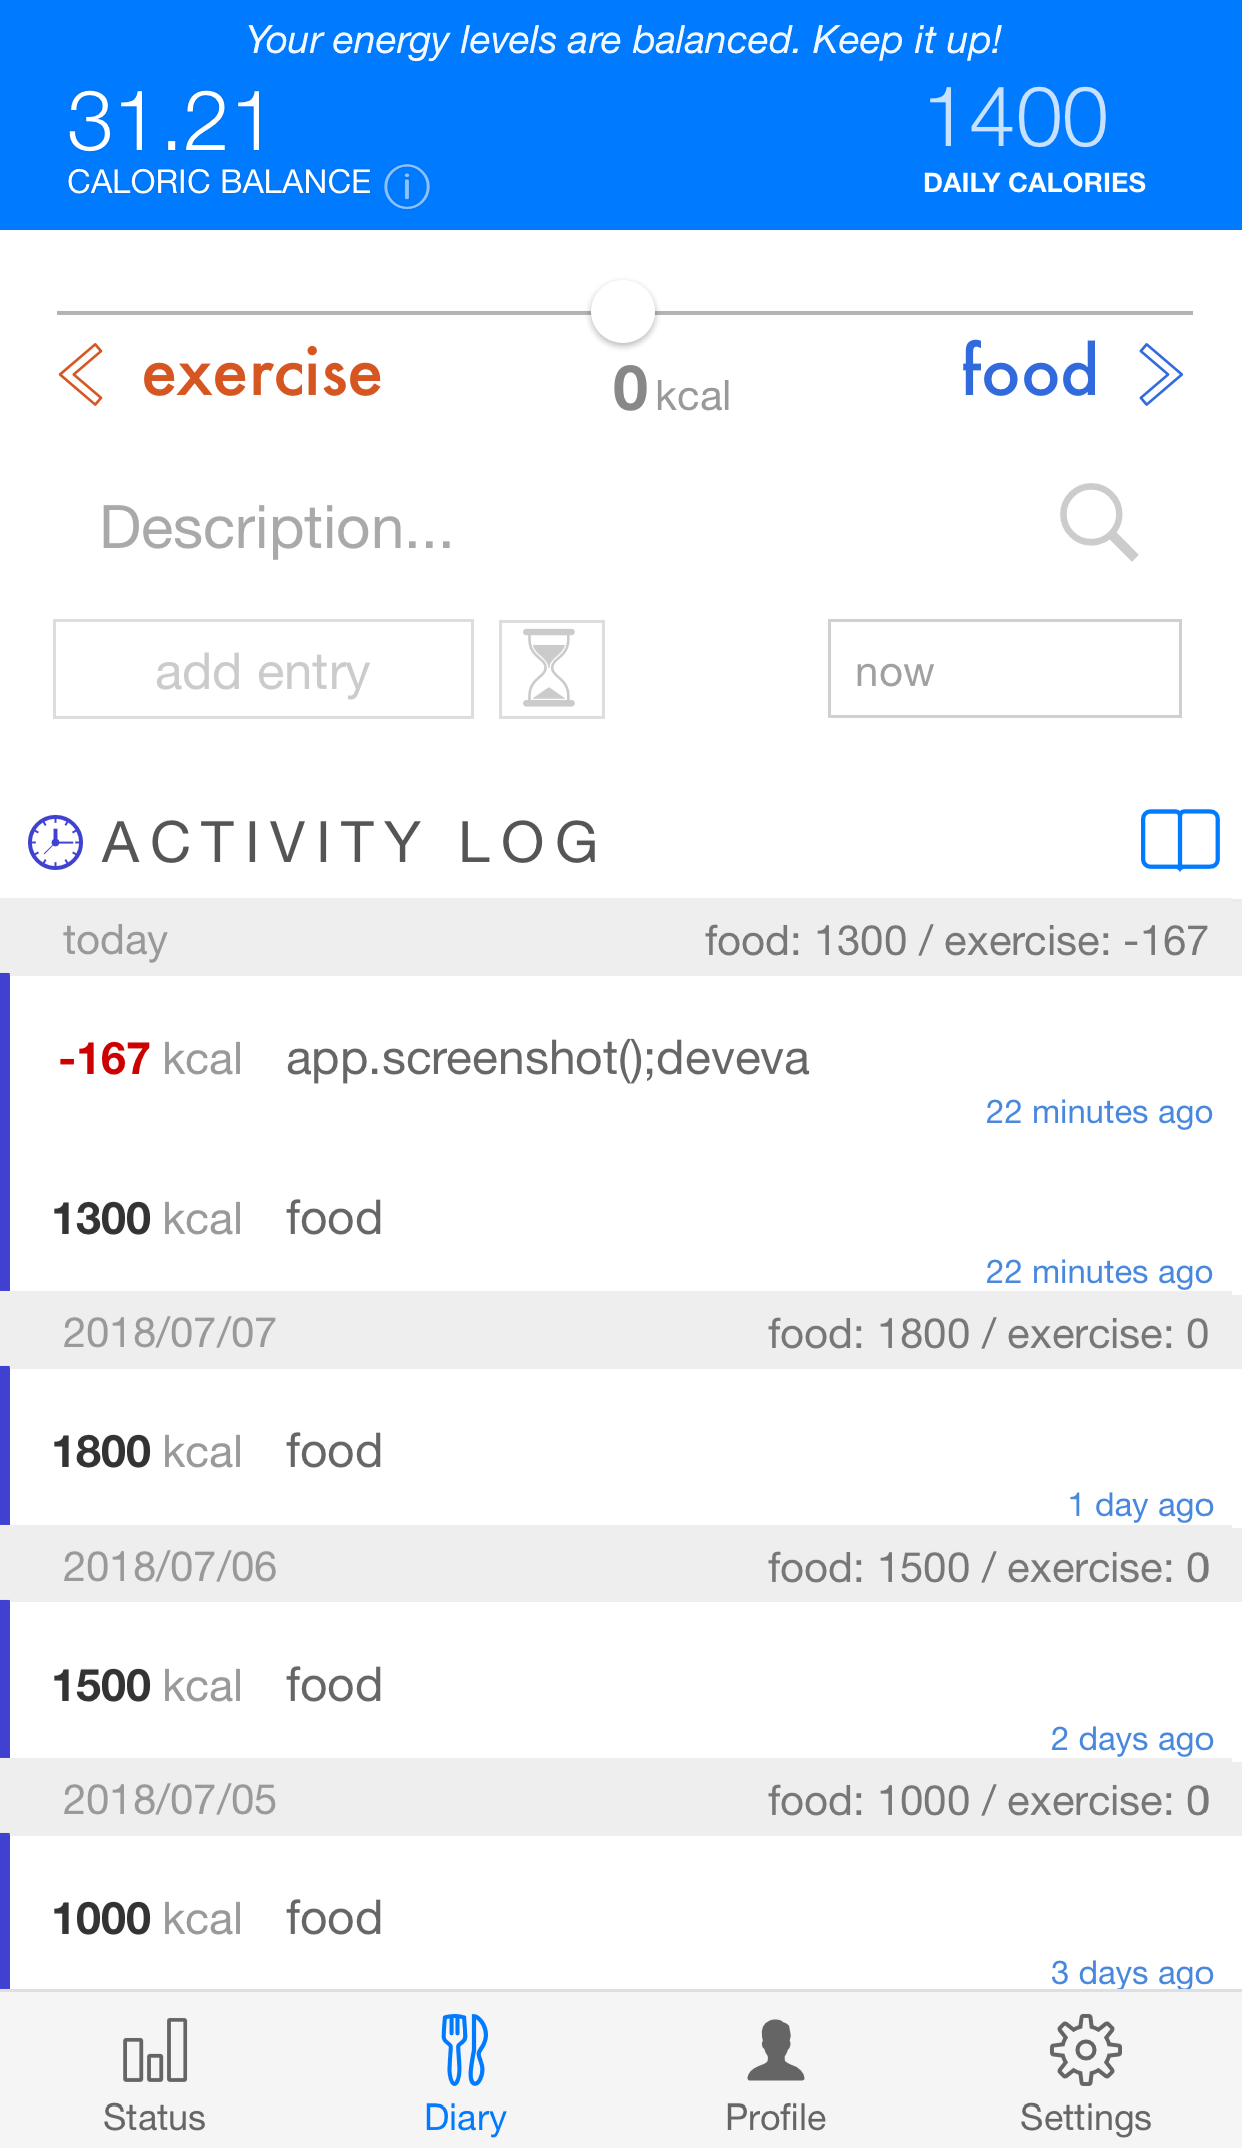 Your energy levels are balanced. Keep it up!
31.21
1400
CALORIC BALANCE i
DAILY CALORIES
exercise
0 kcal
food
Description...
add entry
now
ACTIVITY LOG
today food: 1300 / exercise: -167
-167 kcal app.screenshot();deveva
22 minutes ago
1300 kcal food
22 minutes ago
2018/07/07 food: 1800 / exercise: 0
1800 kcal food
1 day ago
2018/07/06 food: 1500 / exercise: 0
1500 kcal food
2 days ago
2018/07/05 food: 1000 / exercise: 0
1000 kcal food
3 days ago
Status Diary Profile Settings